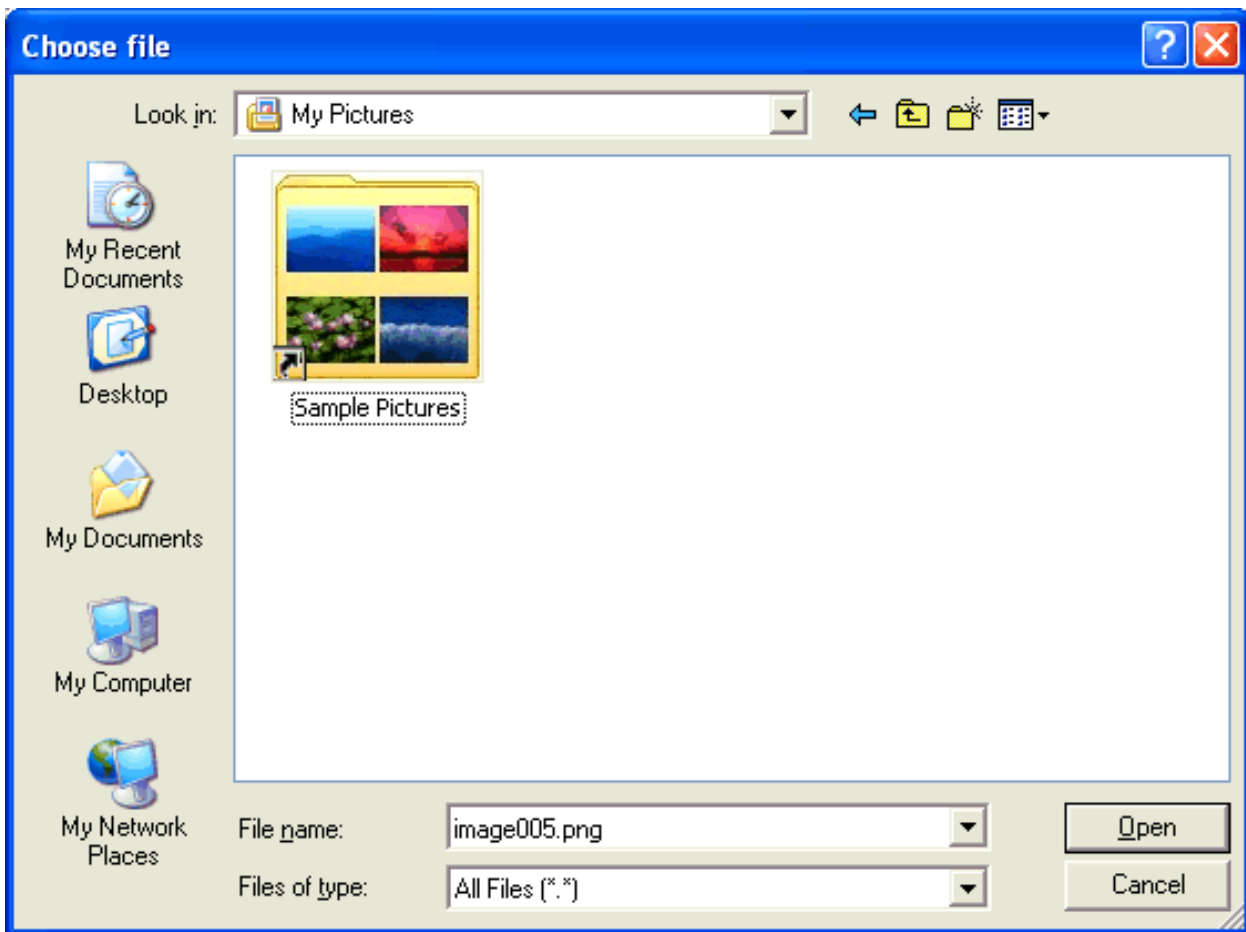 Choose file
Look in:
My Pictures
My Recent
Documents
Desktop
My Documents
My Computer
My Network
Places
Sample Pictures
File name:
image005.png
Open
Files of type:
All Files (*.*)
Cancel